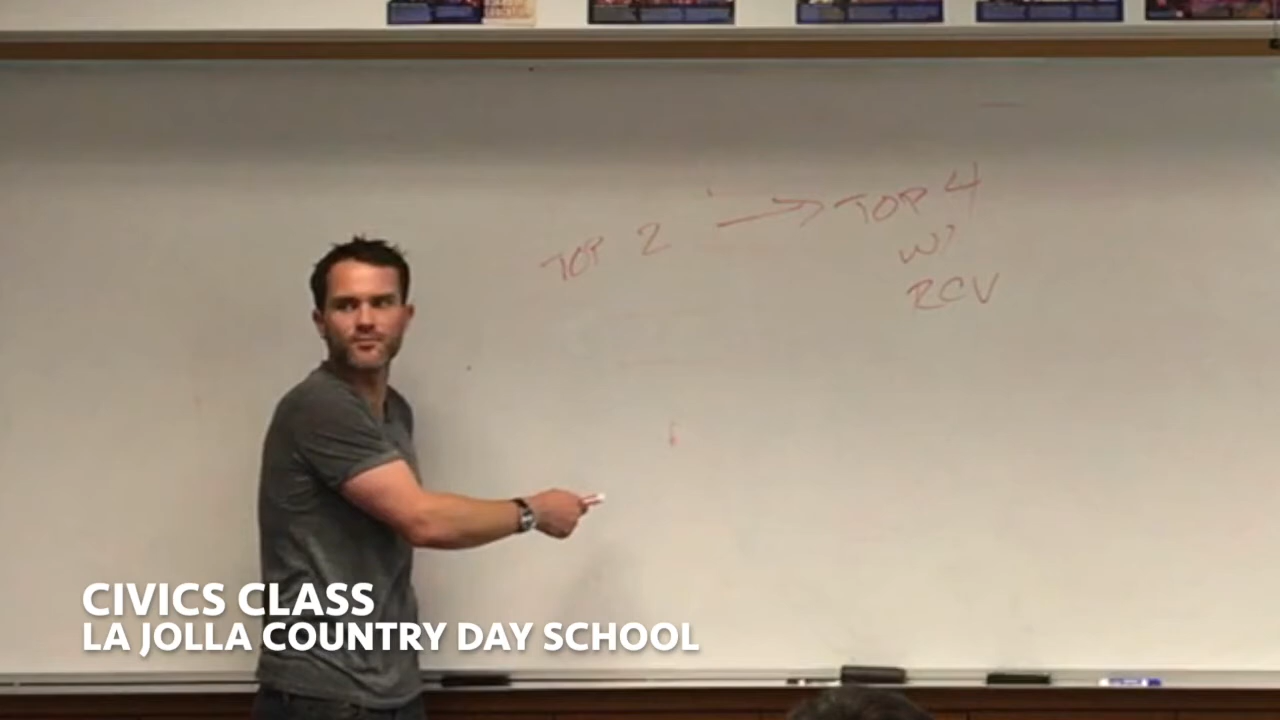 TOP 2 → TOP 4
W/
RCV
CIVICS CLASS
LA JOLLA COUNTRY DAY SCHOOL